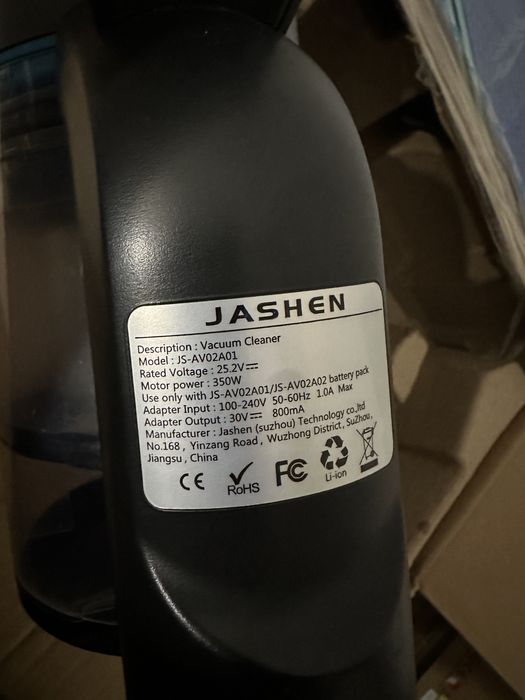 JASHEN
Description : Vacuum Cleaner
Model : JS-AV02A01
Rated Voltage : 25.2V⎓
Motor power : 350W
Use only with JS-AV02A01/JS-AV02A02 battery pack
Adapter Input : 100-240V 50-60Hz 1.0A Max
Adapter Output : 30V⎓ 800mA
Manufacturer : Jashen (suzhou) Technology co.,ltd
No.168 , Yinzang Road , Wuzhong District , SuZhou ,
Jiangsu , China
CE RoHS FC Li-ion